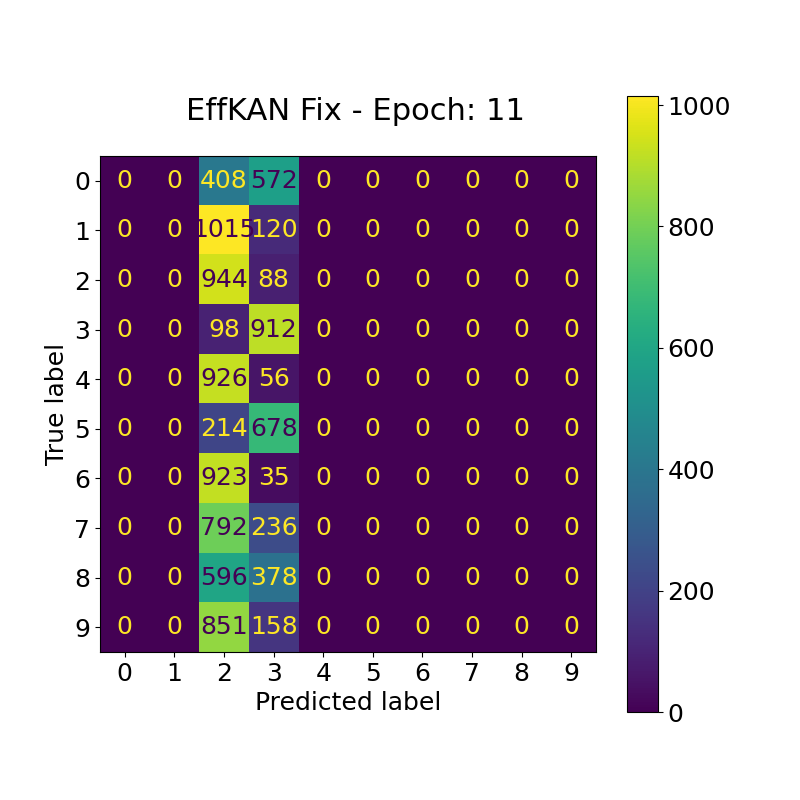 EffKAN Fix - Epoch: 11
0 0 0 408 572 0 0 0 0 0 0
1 0 0 1015 120 0 0 0 0 0 0
2 0 0 944 88 0 0 0 0 0 0
3 0 0 98 912 0 0 0 0 0 0
4 0 0 926 56 0 0 0 0 0 0
5 0 0 214 678 0 0 0 0 0 0
6 0 0 923 35 0 0 0 0 0 0
7 0 0 792 236 0 0 0 0 0 0
8 0 0 596 378 0 0 0 0 0 0
9 0 0 851 158 0 0 0 0 0 0
0 1 2 3 4 5 6 7 8 9
Predicted label
True label
1000
800
600
400
200
0